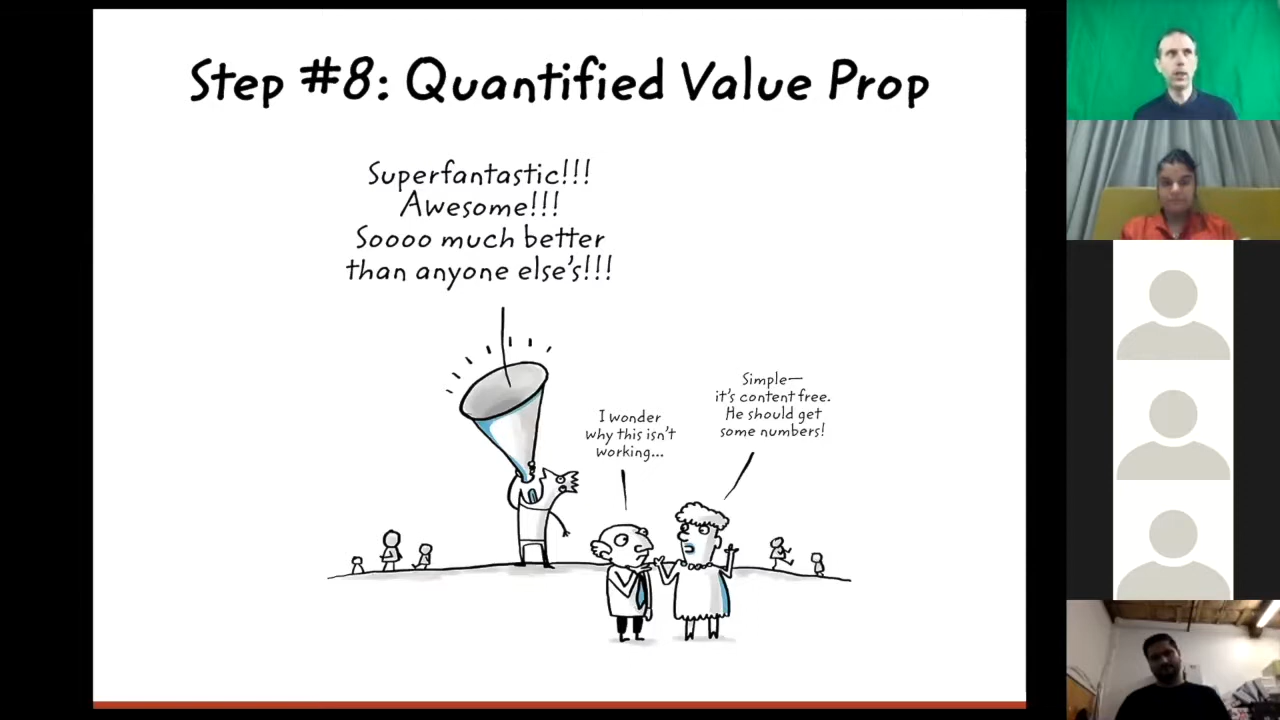 Step #8: Quantified Value Prop
Superfantastic!!!
Awesome!!!
Soooo much better
than anyone else's!!!
I wonder
why this isn't
working...
Simple—
it's content free.
He should get
some numbers!